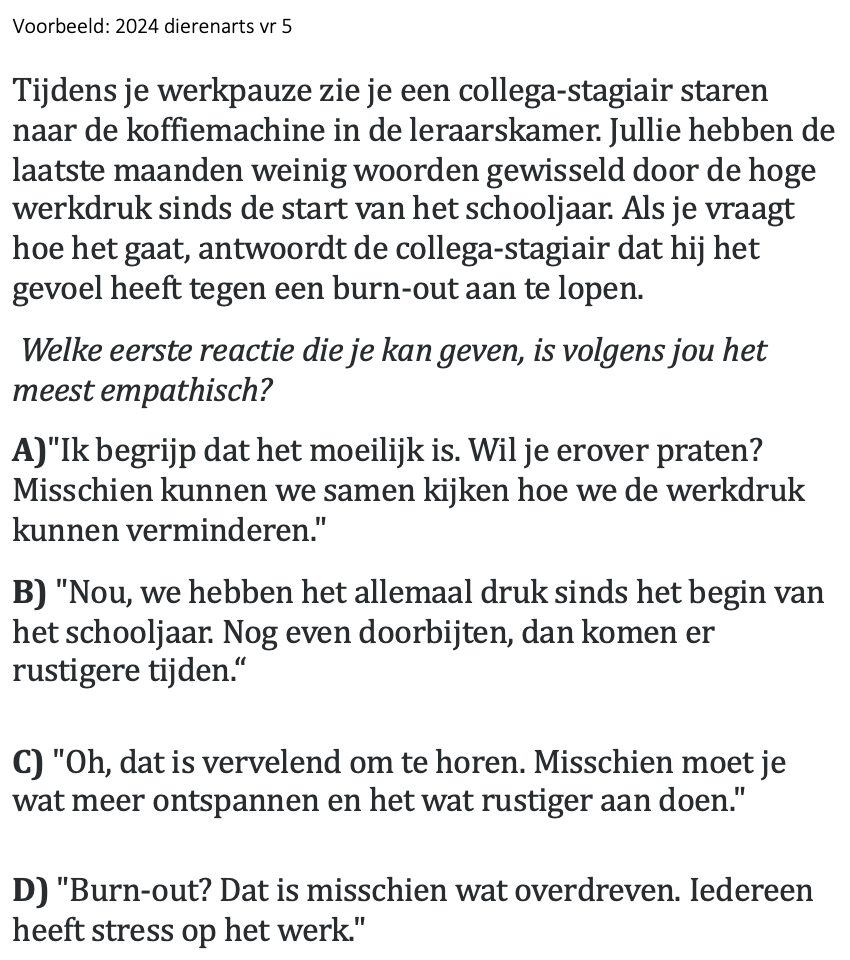 Voorbeeld: 2024 dierenarts vr 5
Tijdens je werkpauze zie je een collega-stagiair staren
naar de koffiemachine in de leraarskamer. Jullie hebben de
laatste maanden weinig woorden gewisseld door de hoge
werkdruk sinds de start van het schooljaar. Als je vraagt
hoe het gaat, antwoordt de collega-stagiair dat hij het
gevoel heeft tegen een burn-out aan te lopen.
Welke eerste reactie die je kan geven, is volgens jou het
meest empathisch?
A)"Ik begrijp dat het moeilijk is. Wil je erover praten?
Misschien kunnen we samen kijken hoe we de werkdruk
kunnen verminderen."
B) "Nou, we hebben het allemaal druk sinds het begin van
het schooljaar. Nog even doorbijten, dan komen er
rustigere tijden.“
C) "Oh, dat is vervelend om te horen. Misschien moet je
wat meer ontspannen en het wat rustiger aan doen."
D) "Burn-out? Dat is misschien wat overdreven. Iedereen
heeft stress op het werk."